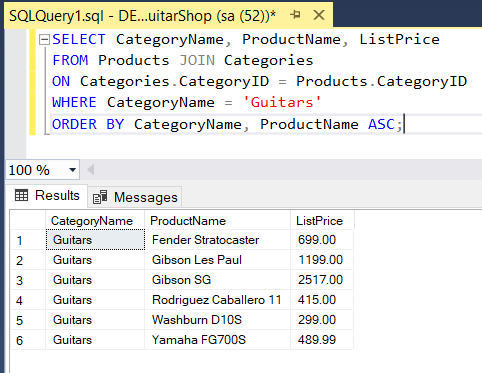 SQLQuery1.sql - DE...uitarShop (sa (52))*
SELECT CategoryName, ProductName, ListPrice
FROM Products JOIN Categories
ON Categories.CategoryID = Products.CategoryID
WHERE CategoryName = 'Guitars'
ORDER BY CategoryName, ProductName ASC;
100 %
Results Messages
CategoryName ProductName ListPrice
1 Guitars Fender Stratocaster 699.00
2 Guitars Gibson Les Paul 1199.00
3 Guitars Gibson SG 2517.00
4 Guitars Rodriguez Caballero 11 415.00
5 Guitars Washburn D10S 299.00
6 Guitars Yamaha FG700S 489.99